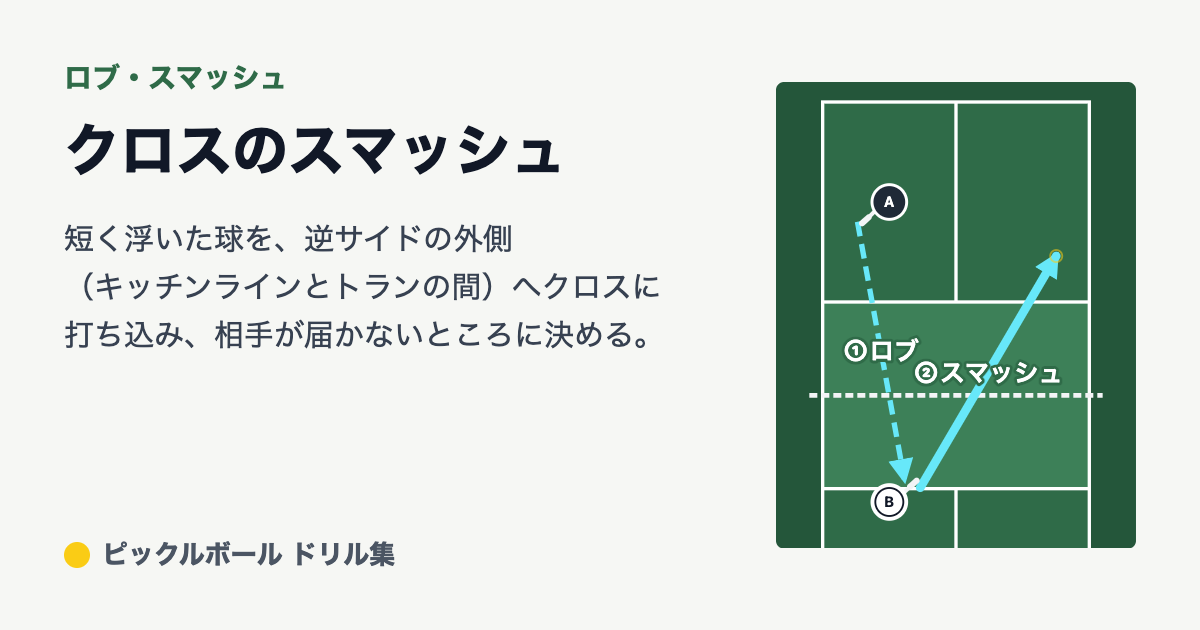 ロブ・スマッシュ
クロスのスマッシュ
短く浮いた球を、逆サイドの外側
（キッチンラインとトランの間）へクロスに
打ち込み、相手が届かないところに決める。
A
①ロブ
②スマッシュ
B
ピックルボール ドリル集